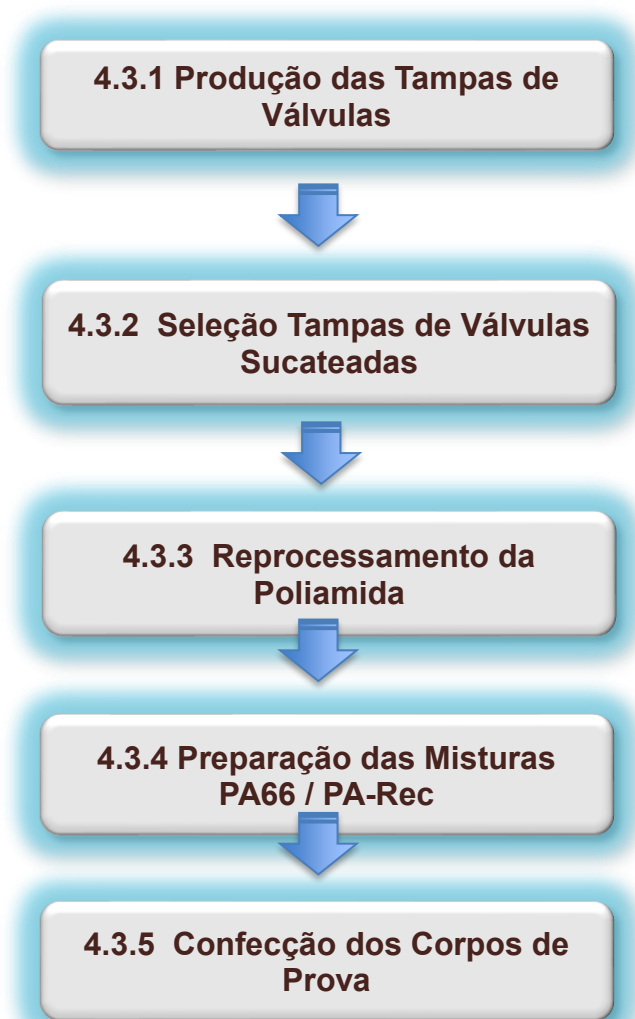 4.3.1 Produção das Tampas de
Válvulas
4.3.2  Seleção Tampas de Válvulas
Sucateadas
4.3.3  Reprocessamento da
Poliamida
4.3.4 Preparação das Misturas
PA66 / PA-Rec
4.3.5  Confecção dos Corpos de
Prova